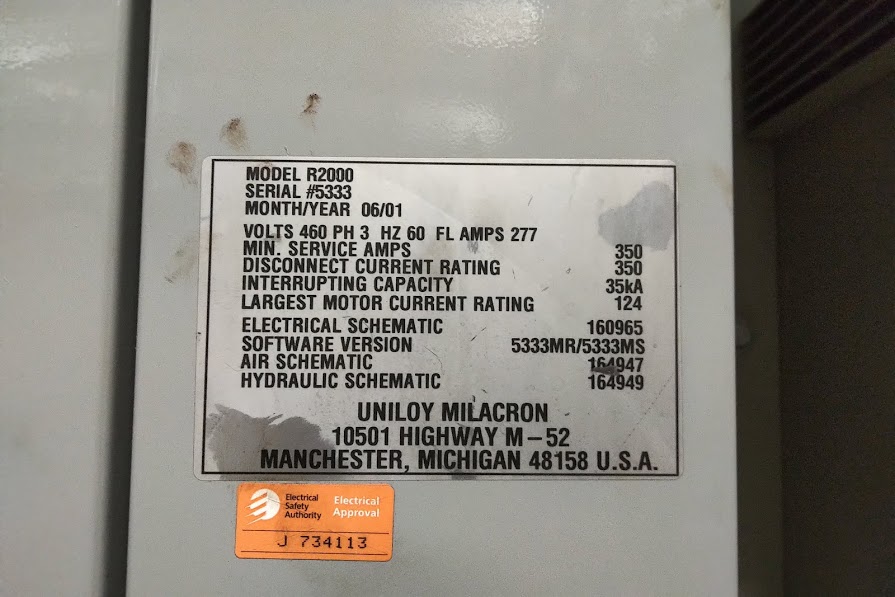 MODEL R2000
SERIAL #5333
MONTH/YEAR 06/01
VOLTS 460 PH 3 HZ 60 FL AMPS 277
MIN. SERVICE AMPS 350
DISCONNECT CURRENT RATING 350
INTERRUPTING CAPACITY 35kA
LARGEST MOTOR CURRENT RATING 124
ELECTRICAL SCHEMATIC 160965
SOFTWARE VERSION 5333MR/5333MS
AIR SCHEMATIC 164947
HYDRAULIC SCHEMATIC 164949
UNILOY MILACRON
10501 HIGHWAY M-52
MANCHESTER, MICHIGAN 48158 U.S.A.
Electrical
Safety
Authority
Electrical
Approval
J 734113